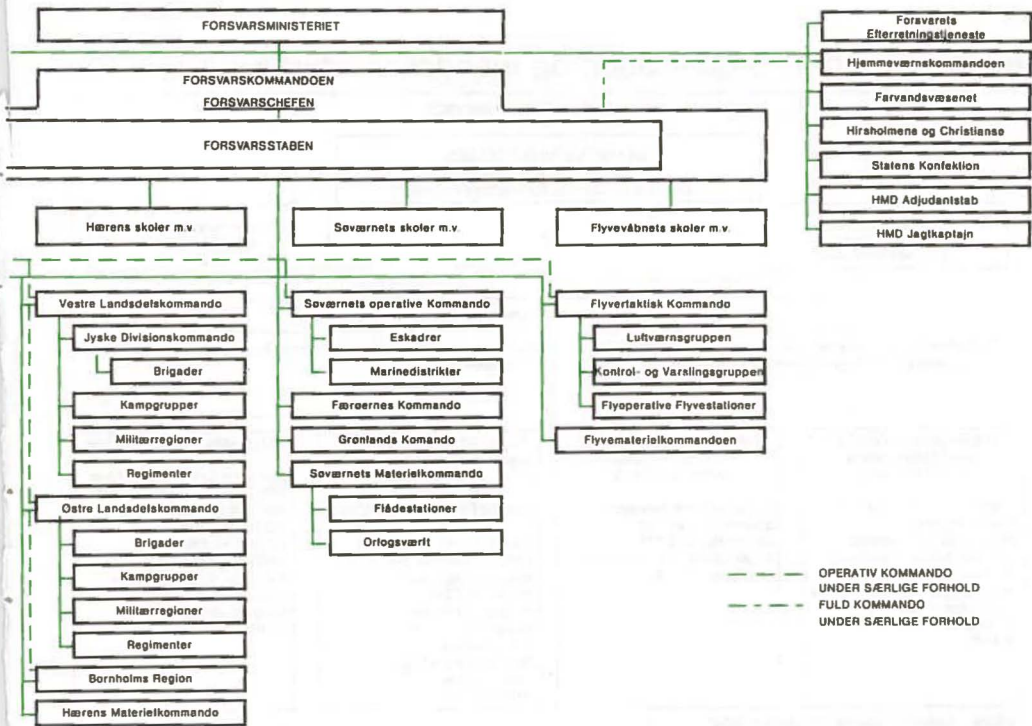 FORSVARSMINISTERIET
FORSVARSKOMMANDOEN
FORSVARSCHEFEN
FORSVARSSTABEN
Forsvarets
Efterretningstjeneste
Hjemmeværnskommandoen
Farvandsvæsenet
Hirsholmene og Christiansø
Statens Konfektion
HMD Adjudantstab
HMD Jagtkaptajn
Hærens skoler m.v.
Søværnets skoler m.v.
Flyvevåbnets skoler m.v.
Vestre Landsdelskommando
Jyske Divisionskommando
Brigader
Kampgrupper
Militærregioner
Regimenter
Østre Landsdelskommando
Brigader
Kampgrupper
Militærregioner
Regimenter
Bornholms Region
Hærens Materielkommando
Søværnets operative Kommando
Eskadrer
Marinedistrikter
Færøernes Kommando
Grønlands Komando
Søværnets Materielkommando
Flådestationer
Orlogsværft
Flyvertaktisk Kommando
Luftværnsgruppen
Kontrol- og Varslingsgruppen
Flyoperative Flyvestationer
Flyvematerielkommandoen
OPERATIV KOMMANDO
UNDER SÆRLIGE FORHOLD
FULD KOMMANDO
UNDER SÆRLIGE FORHOLD